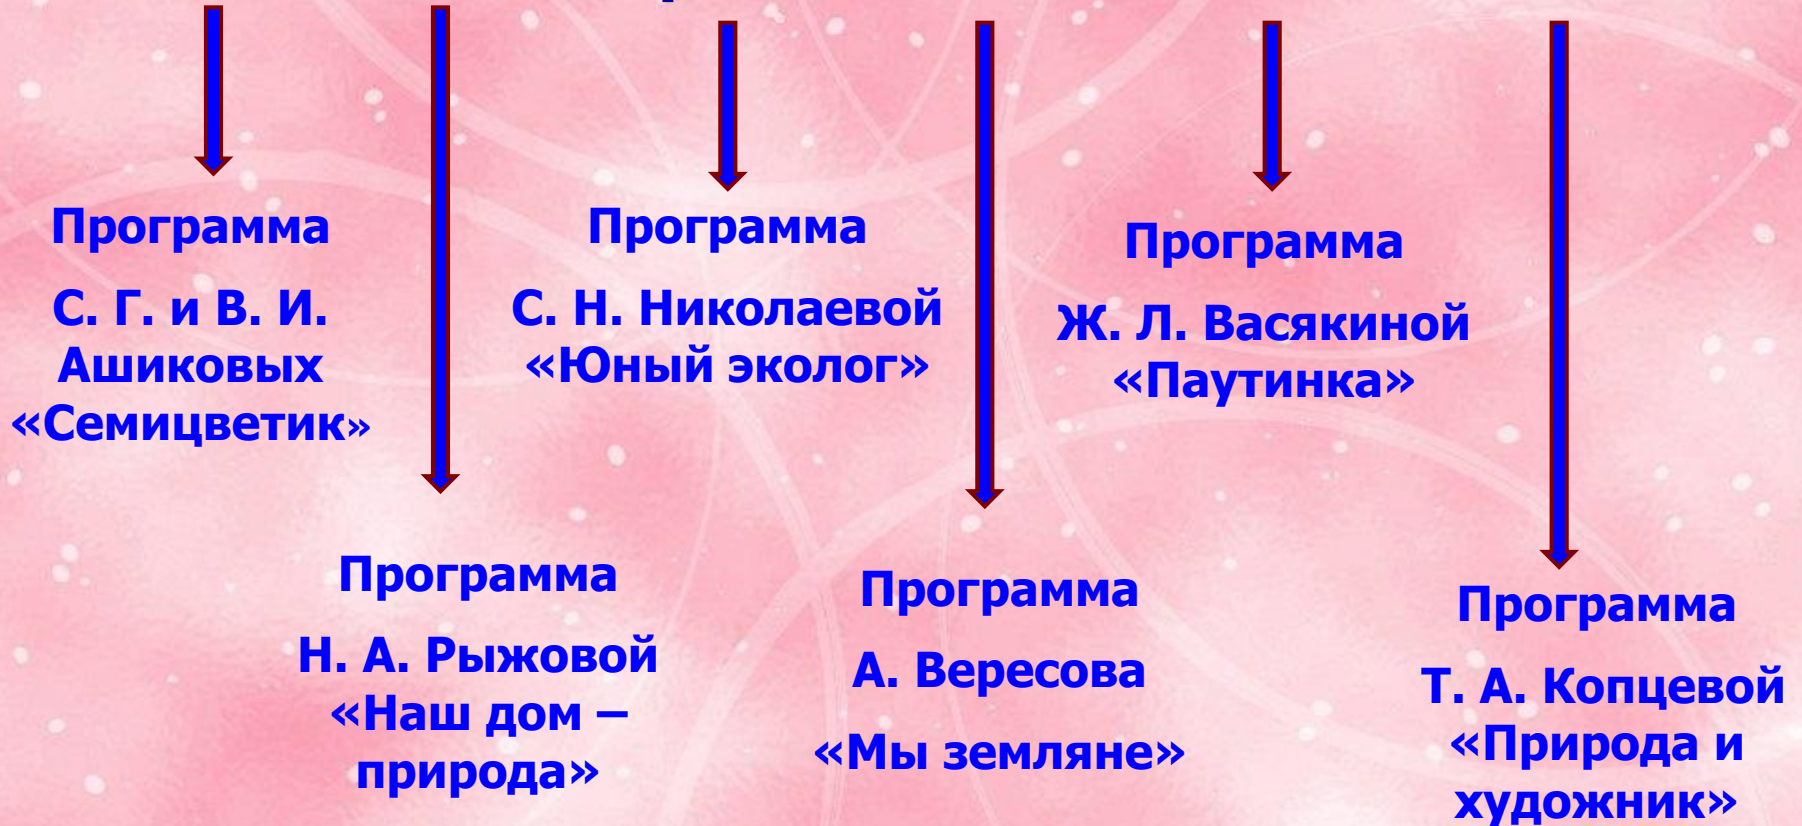 Программа
С. Г. и В. И.
Ашиковых
«Семицветик»
Программа
С. Н. Николаевой
«Юный эколог»
Программа
Ж. Л. Васякиной
«Паутинка»
Программа
Н. А. Рыжовой
«Наш дом –
природа»
Программа
А. Вересова
«Мы земляне»
Программа
Т. А. Копцевой
«Природа и
художник»